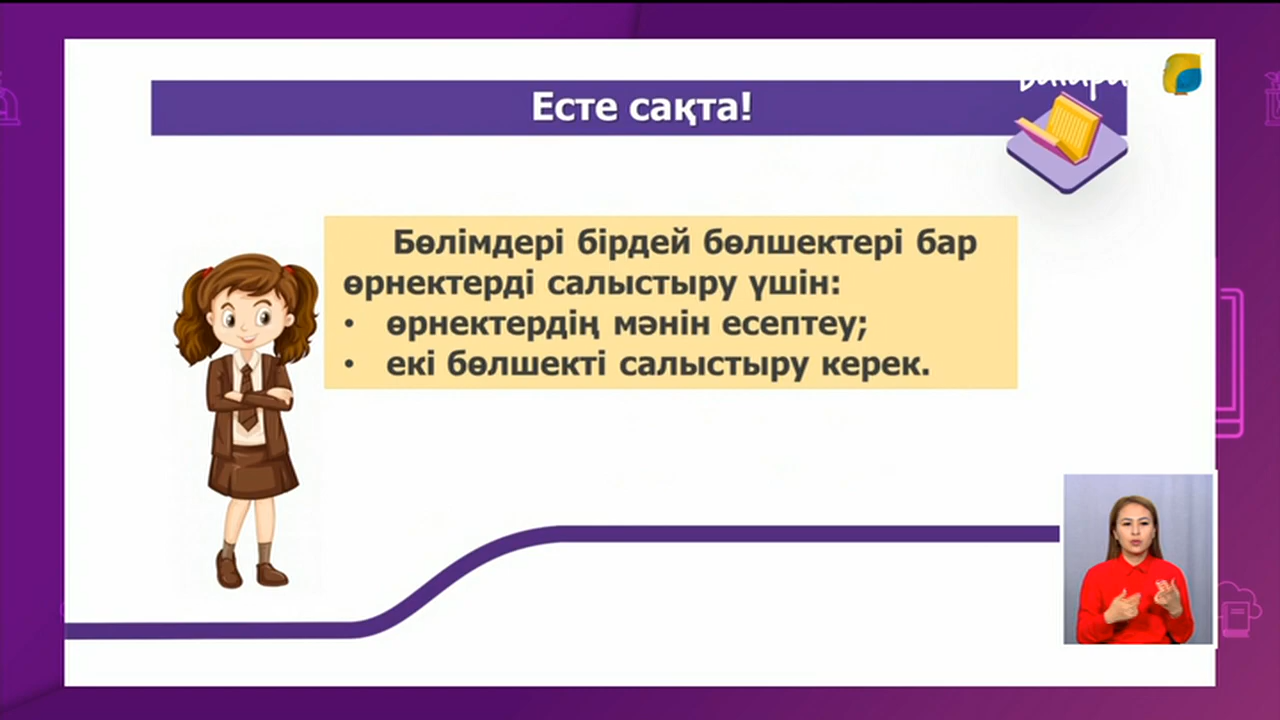 Есте сақта!
Бөлімдері бірдей бөлшектері бар
өрнектерді салыстыру үшін:
• өрнектердің мәнін есептеу;
• екі бөлшекті салыстыру керек.